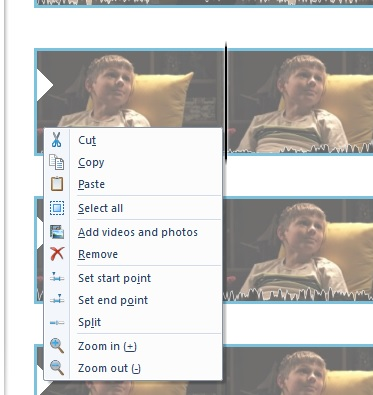 Cut
Copy
Paste
Select all
Add videos and photos
Remove
Set start point
Set end point
Split
Zoom in (+)
Zoom out (-)